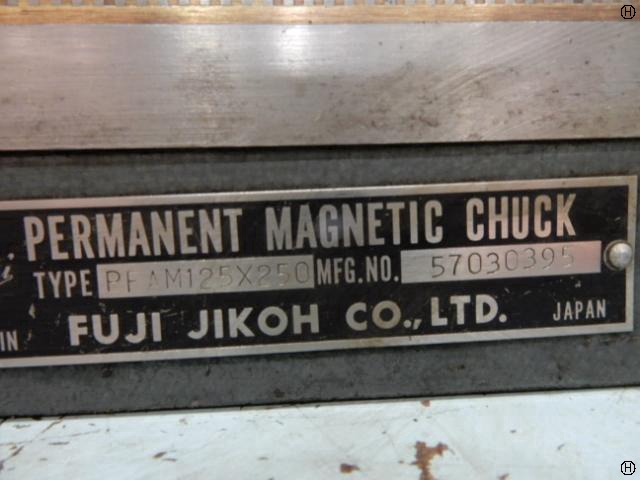 PERMANENT MAGNETIC CHUCK
TYPE PFAM125X250 MFG.NO. 57030395
FUJI JIKOH CO., LTD. JAPAN